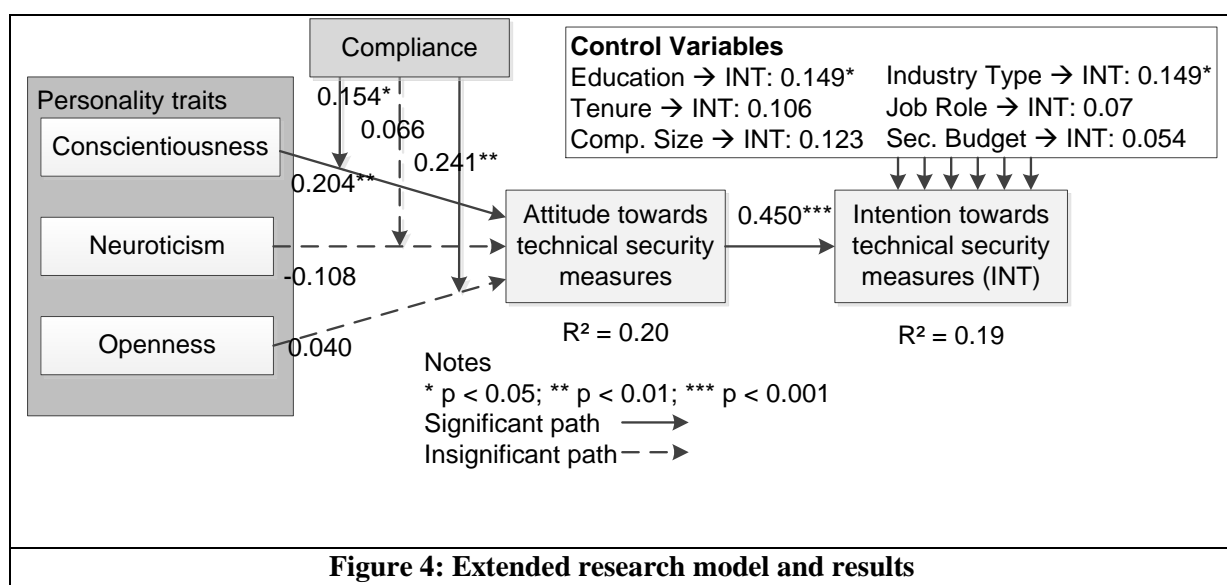 Compliance
Control Variables
Education → INT: 0.149*
Tenure → INT: 0.106
Comp. Size → INT: 0.123
Industry Type → INT: 0.149*
Job Role → INT: 0.07
Sec. Budget → INT: 0.054
Personality traits
Conscientiousness
Neuroticism
Openness
0.154*
0.066
0.241**
0.204**
-0.108
0.040
Attitude towards
technical security
measures
R² = 0.20
0.450***
Intention towards
technical security
measures (INT)
R² = 0.19
Notes
* p < 0.05; ** p < 0.01; *** p < 0.001
Significant path
Insignificant path
Figure 4: Extended research model and results